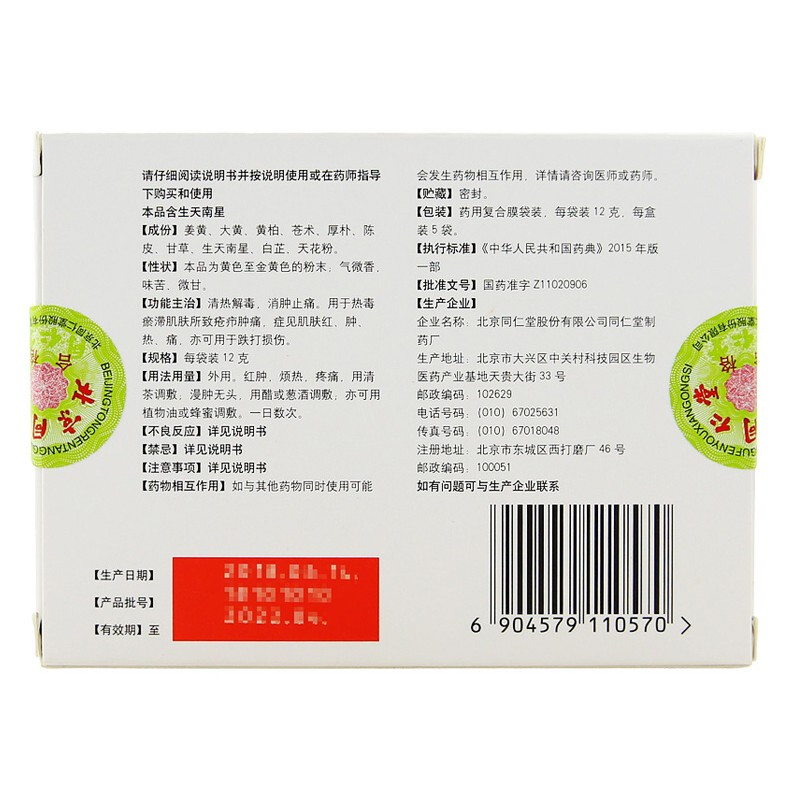 请仔细阅读说明书并按说明使用或在药师指导
下购买和使用
本品含生天南星
【成份】姜黄、大黄、黄柏、苍术、厚朴、陈
皮、甘草、生天南星、白芷、天花粉。
【性状】本品为黄色至金黄色的粉末；气微香，
味苦、微甘。
【功能主治】清热解毒、消肿止痛。用于热毒
瘀滞肌肤所致疮疖肿痛，症见肌肤红、肿、
热、痛，亦可用于跌打损伤。
【规格】每袋装 12 克
【用法用量】外用。红肿，烦热，疼痛，用清
茶调敷，漫肿无头，用醋或葱酒调敷，亦可用
植物油或蜂蜜调敷。一日数次。
【不良反应】详见说明书
【禁忌】详见说明书
【注意事项】详见说明书
【药物相互作用】如与其他药物同时使用可能
会发生药物相互作用，详情请咨询医师或药师。
【贮藏】密封。
【包装】药用复合膜袋装，每袋装 12 克，每盒
装 5 袋。
【执行标准】《中华人民共和国药典》2015 年版
一部
【批准文号】国药准字 Z11020906
【生产企业】
企业名称：北京同仁堂股份有限公司同仁堂制
药厂
生产地址：北京市大兴区中关村科技园区生物
医药产业基地天贵大街 33 号
邮政编码：102629
电话号码：(010) 67025631
传真号码：(010) 67018048
注册地址：北京市东城区西打磨厂 46 号
邮政编码：100051
如有问题可与生产企业联系
【生产日期】
【产品批号】
【有效期】至
6 904579 110570